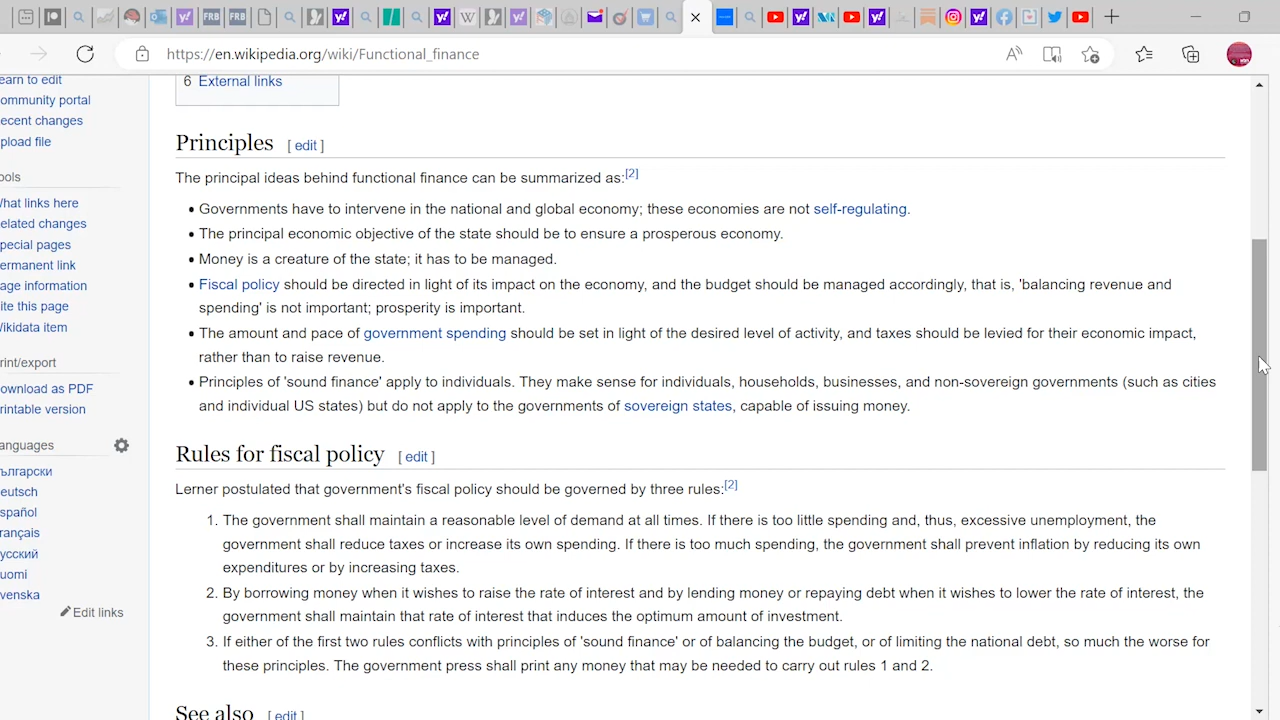 FRB
FRB
W
https://en.wikipedia.org/wiki/Functional_finance
earn to edit
ommunity portal
ecent changes
pload file
ools
hat links here
elated changes
pecial pages
ermanent link
age information
ite this page
ikidata item
rint/export
ownload as PDF
rintable version
anguages
ългарски
eutsch
spañol
rançais
усский
uomi
venska
Edit links
6 External links
Principles [ edit ]
The principal ideas behind functional finance can be summarized as:[2]
• Governments have to intervene in the national and global economy; these economies are not self-regulating.
• The principal economic objective of the state should be to ensure a prosperous economy.
• Money is a creature of the state; it has to be managed.
• Fiscal policy should be directed in light of its impact on the economy, and the budget should be managed accordingly, that is, 'balancing revenue and
spending' is not important; prosperity is important.
• The amount and pace of government spending should be set in light of the desired level of activity, and taxes should be levied for their economic impact,
rather than to raise revenue.
• Principles of 'sound finance' apply to individuals. They make sense for individuals, households, businesses, and non-sovereign governments (such as cities
and individual US states) but do not apply to the governments of sovereign states, capable of issuing money.
Rules for fiscal policy [ edit ]
Lerner postulated that government's fiscal policy should be governed by three rules:[2]
1. The government shall maintain a reasonable level of demand at all times. If there is too little spending and, thus, excessive unemployment, the
government shall reduce taxes or increase its own spending. If there is too much spending, the government shall prevent inflation by reducing its own
expenditures or by increasing taxes.
2. By borrowing money when it wishes to raise the rate of interest and by lending money or repaying debt when it wishes to lower the rate of interest, the
government shall maintain that rate of interest that induces the optimum amount of investment.
3. If either of the first two rules conflicts with principles of 'sound finance' or of balancing the budget, or of limiting the national debt, so much the worse for
these principles. The government press shall print any money that may be needed to carry out rules 1 and 2.
See also [ edit ]